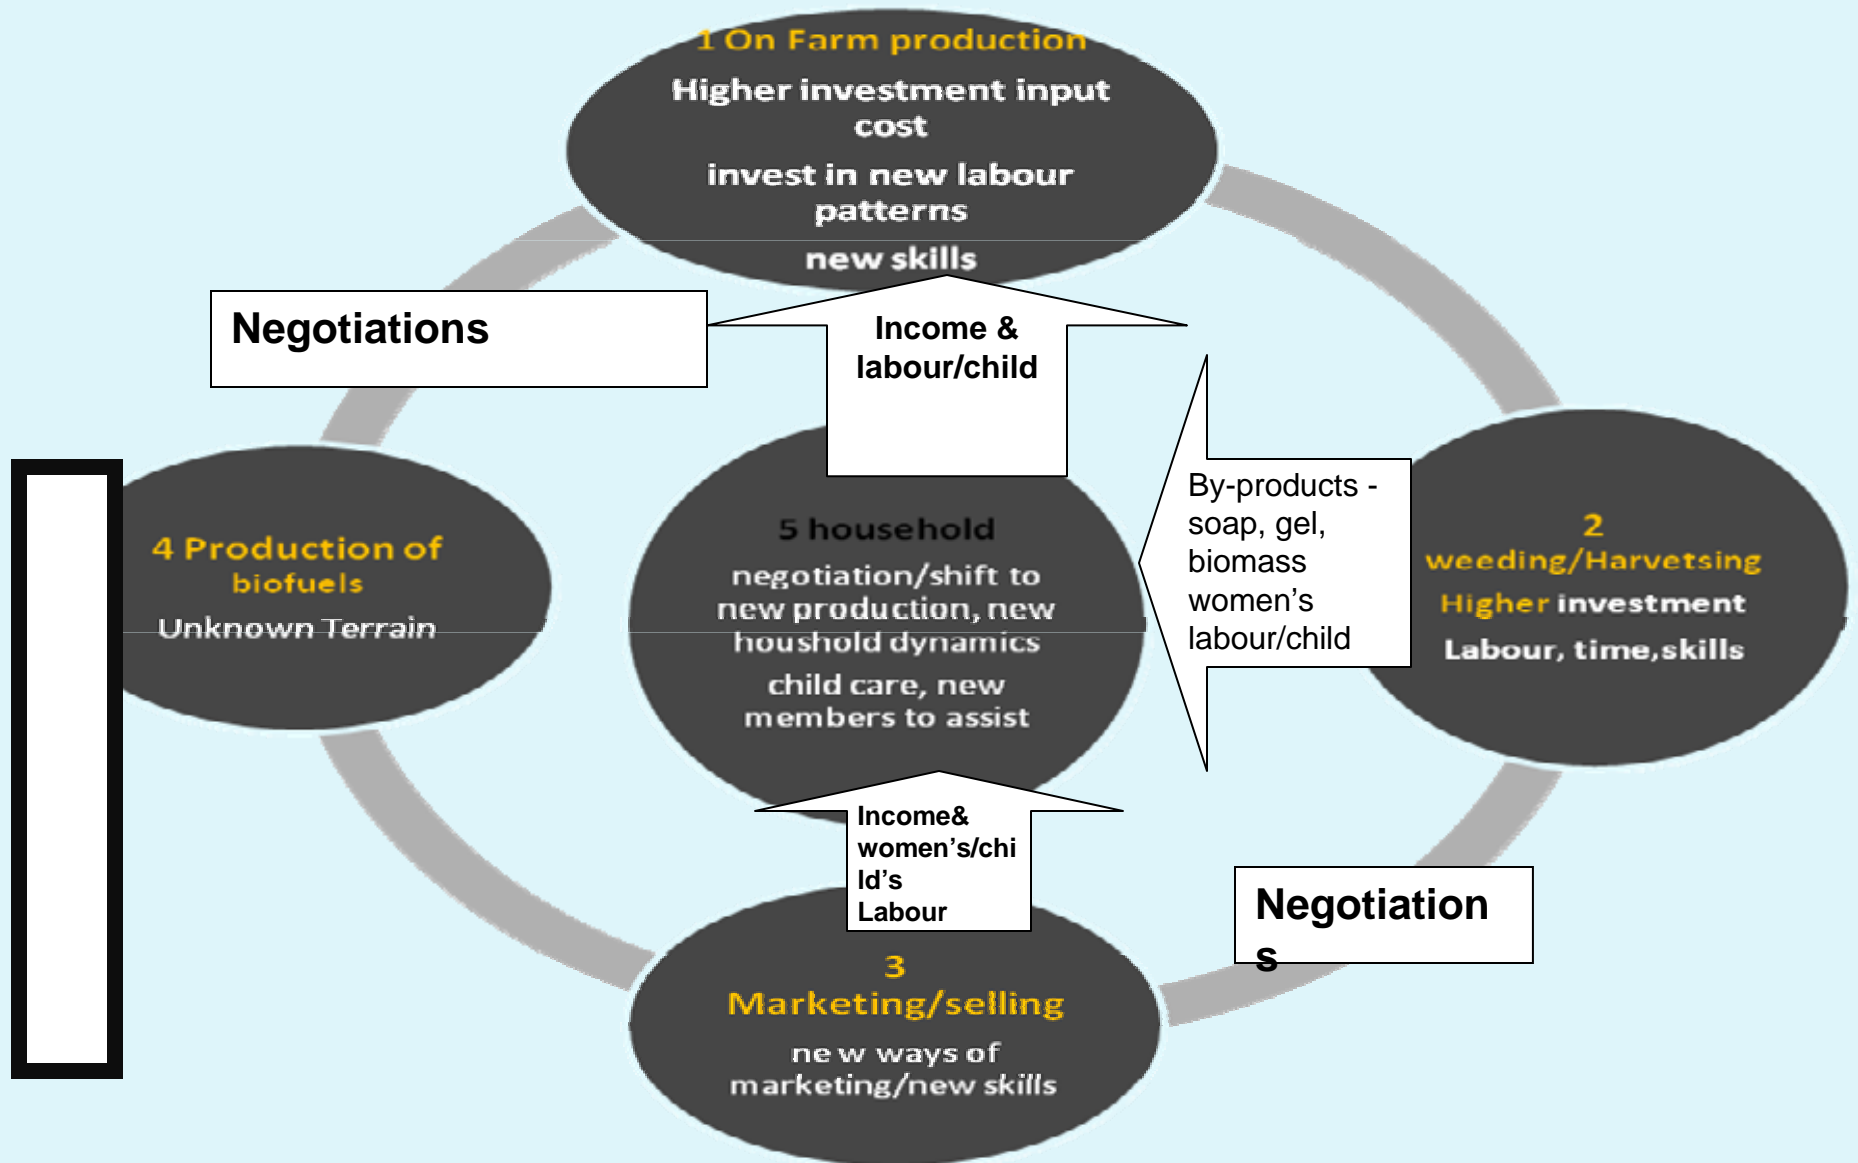 1 On Farm production
Higher investment input
cost
invest in new labour
patterns
new skills
Negotiations
Income &
labour/child
By-products -
soap, gel,
biomass
women's
labour/child
2
weeding/Harvetsing
Higher investment
Labour, time,skills
4 Production of
biofuels
Unknown Terrain
5 household
negotiation/shift to
new production, new
houshold dynamics
child care, new
members to assist
Income&
women's/chi
ld's
Labour
Negotiation
s
3
Marketing/selling
new ways of
marketing/new skills